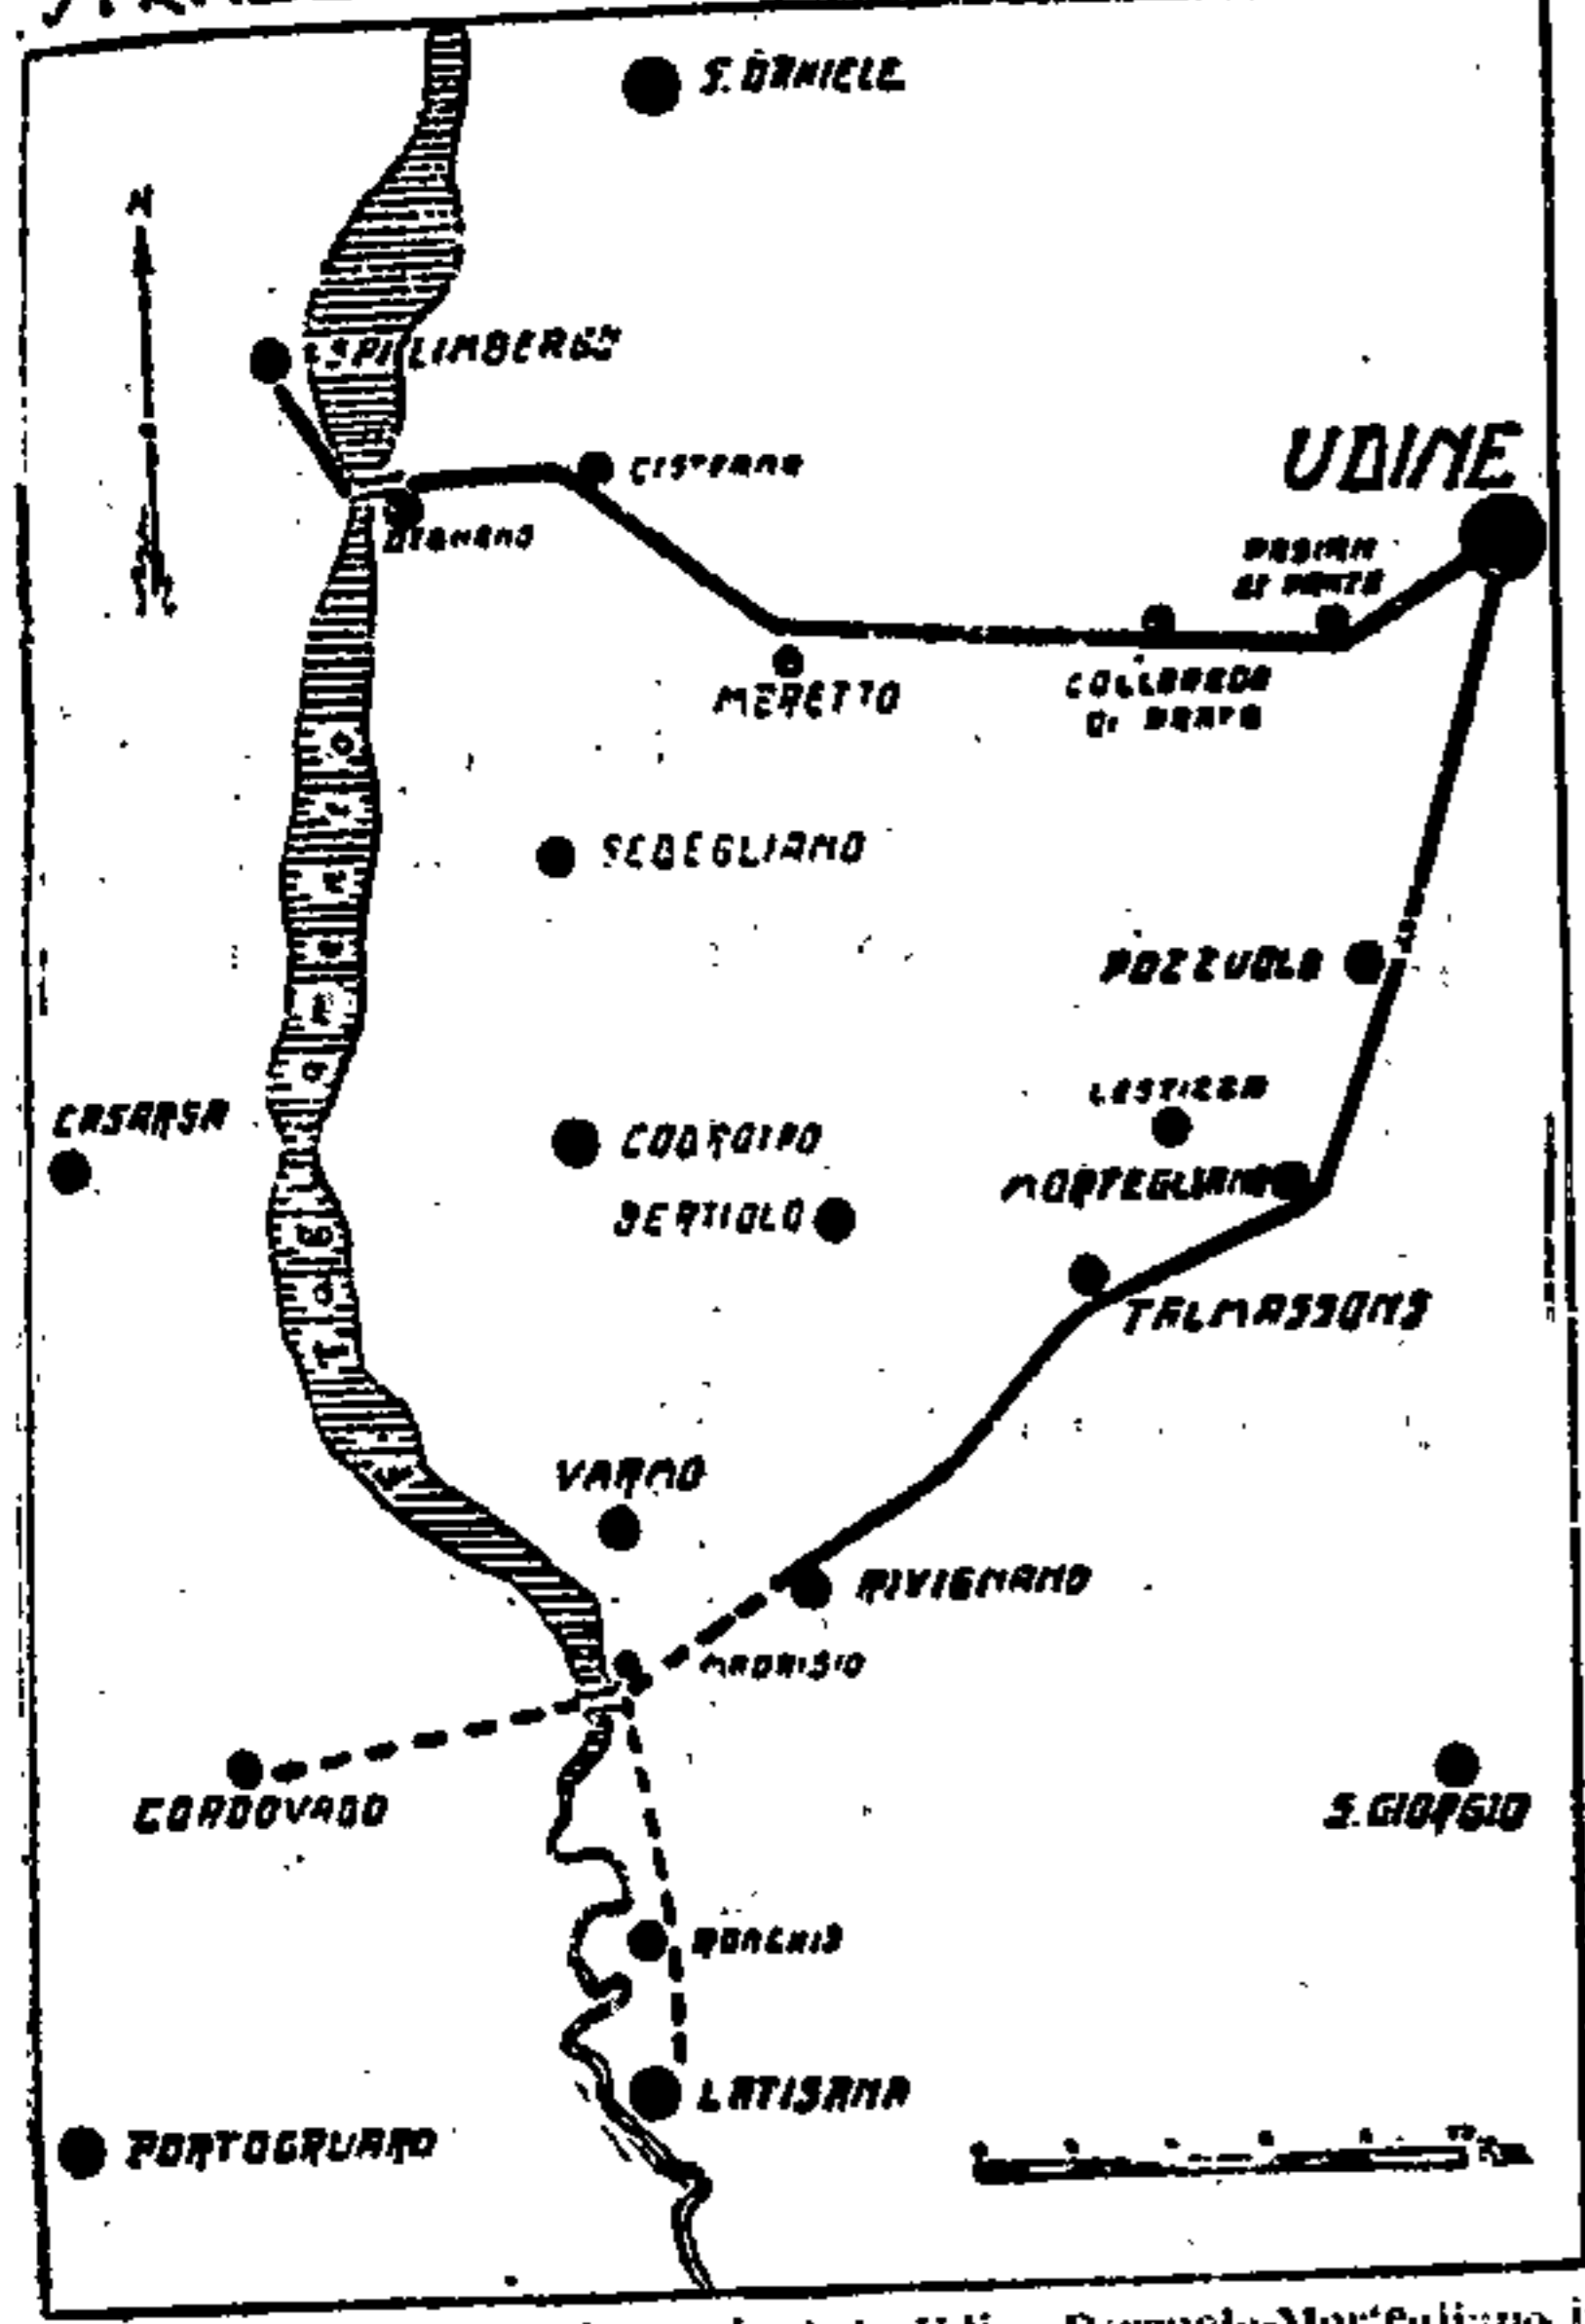 N
S. DANIELE
SPILIMBERGO
CISTERNA
UDINE
DIGNANO
PASIAN
DI PRATO
MERETTO
COLLOREDO
DI PRATO
SEDEGLIANO
POZZUOLO
LESTIZZA
CASARSA
CODROIPO
MORTEGLIANO
BERTIOLO
TALMASSONS
VARMO
RIVIGNANO
MADRISIO
CORDOVADO
S. GIORGIO
RONCHIS
LATISANA
PORTOGRUARO